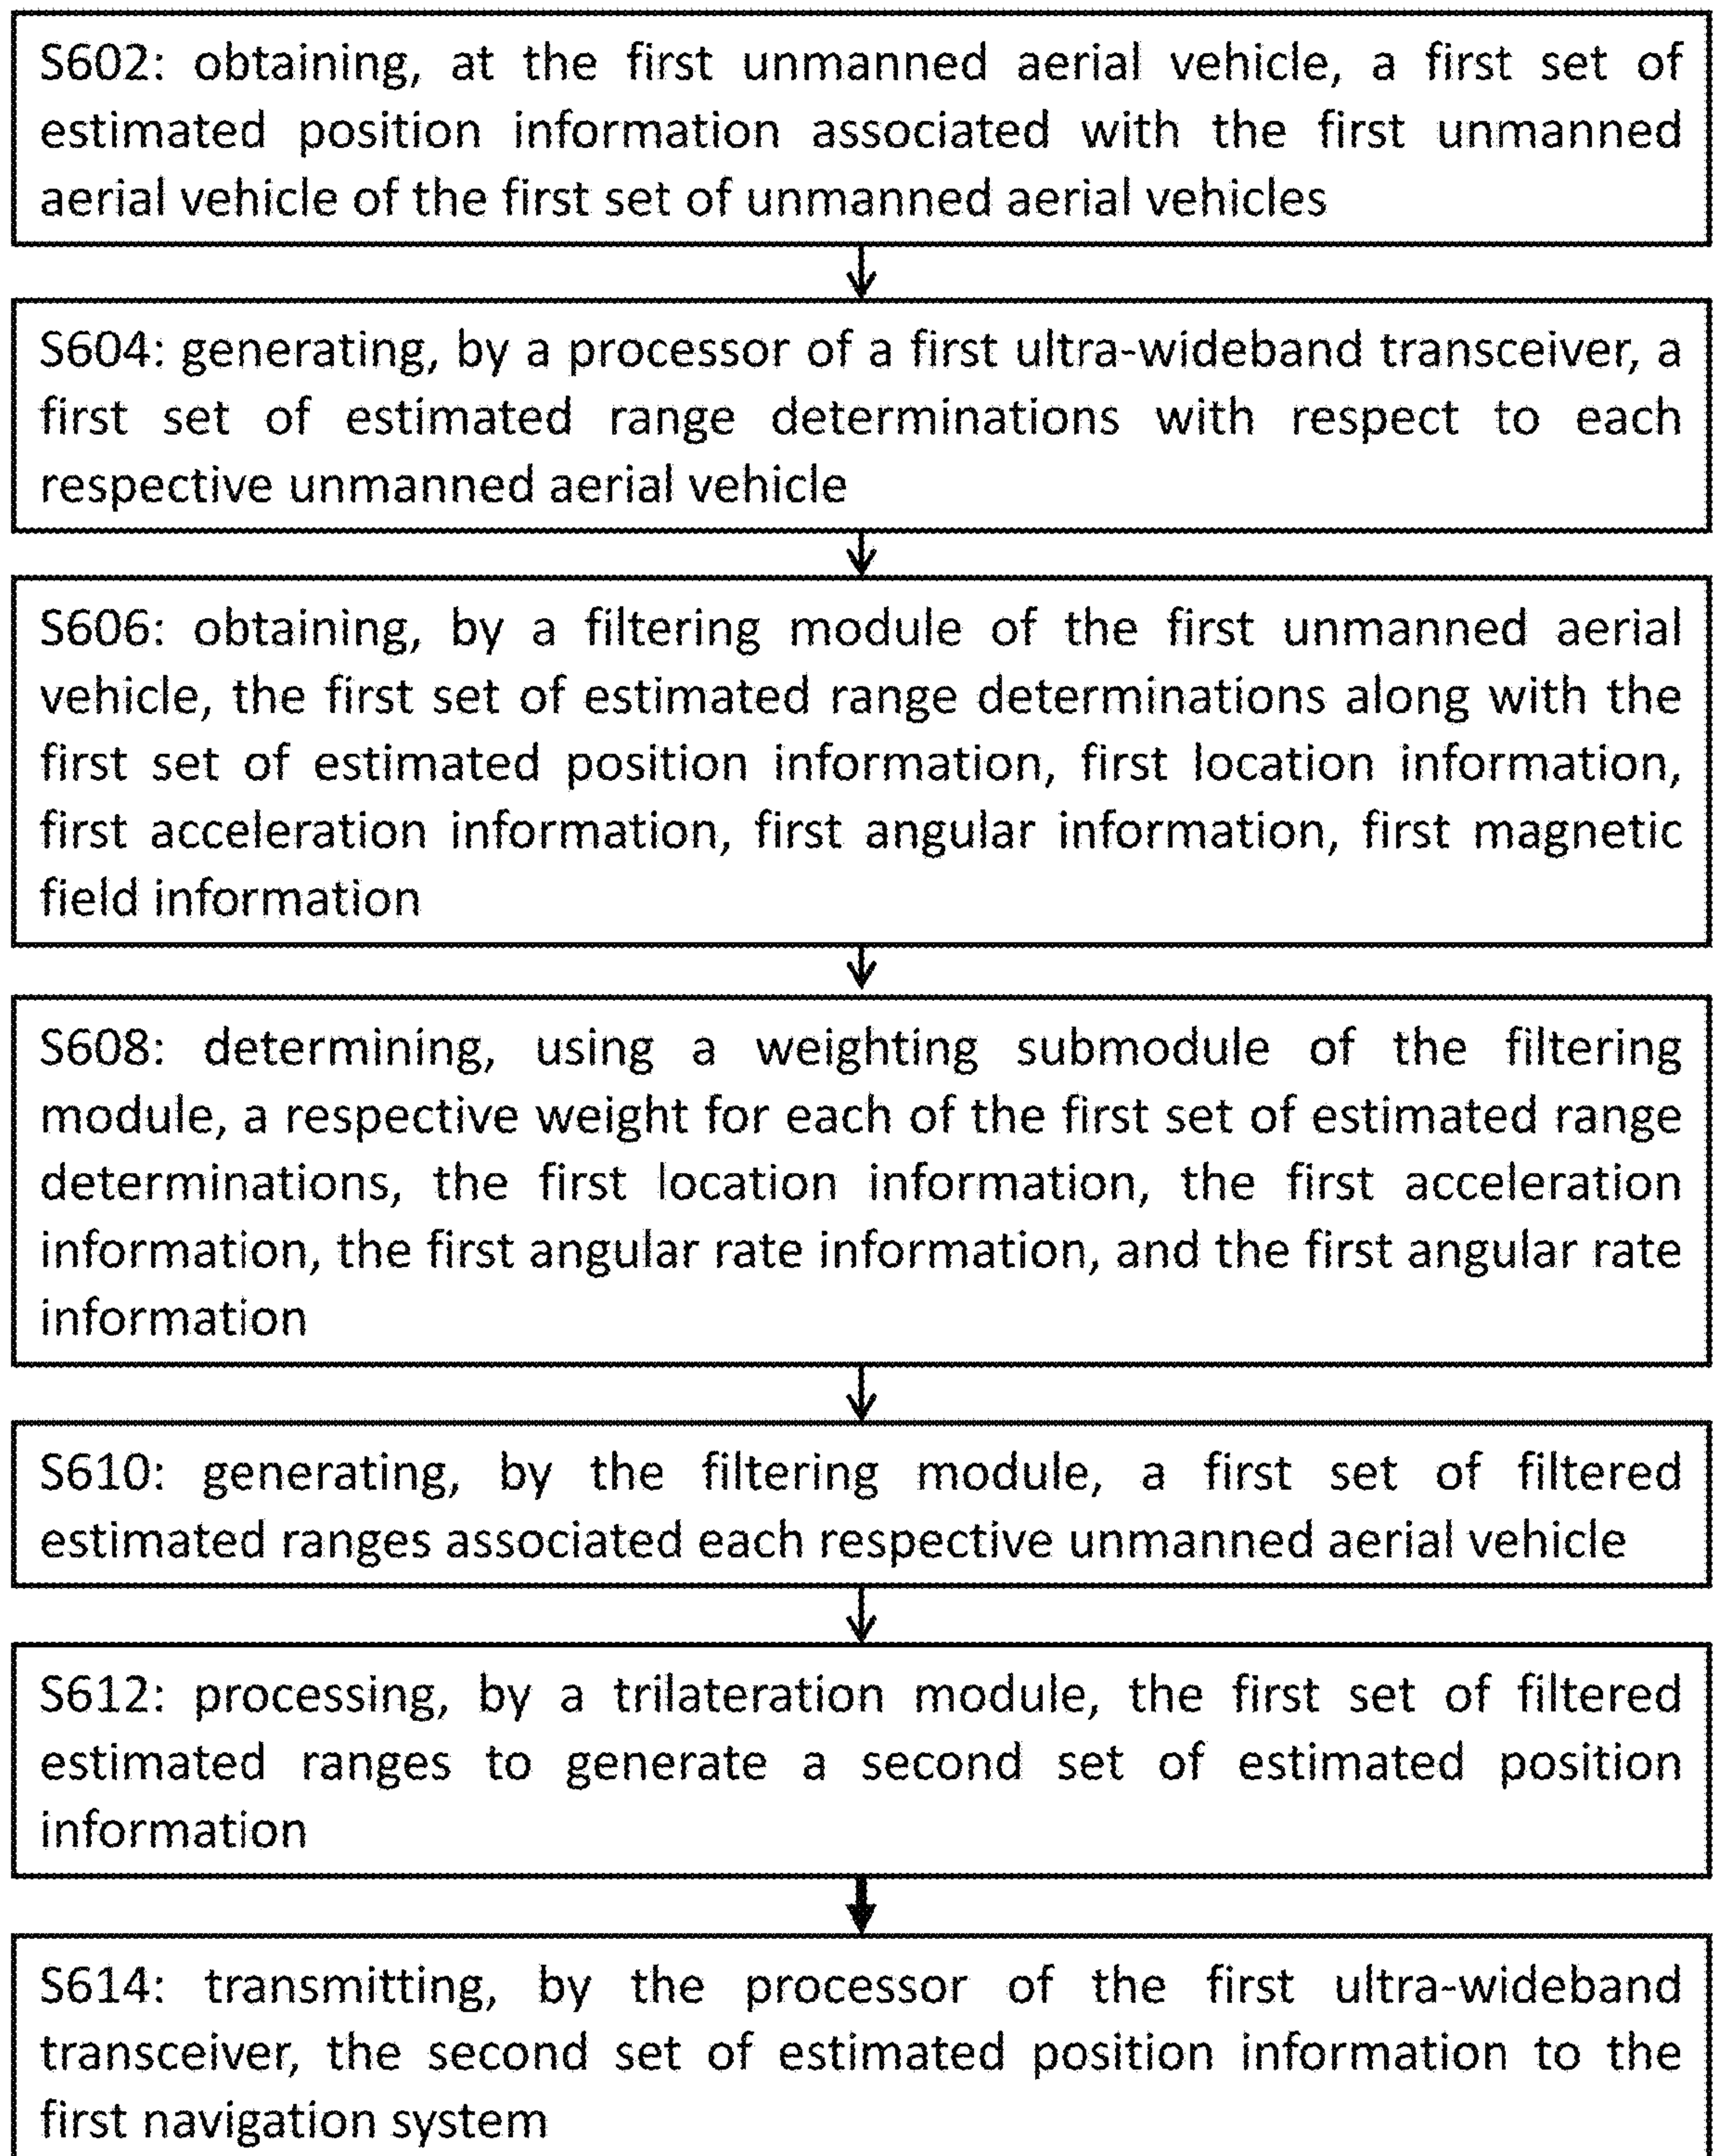 S602: obtaining, at the first unmanned aerial vehicle, a first set of
estimated position information associated with the first unmanned
aerial vehicle of the first set of unmanned aerial vehicles
S604: generating, by a processor of a first ultra-wideband transceiver, a
first set of estimated range determinations with respect to each
respective unmanned aerial vehicle
S606: obtaining, by a filtering module of the first unmanned aerial
vehicle, the first set of estimated range determinations along with the
first set of estimated position information, first location information,
first acceleration information, first angular information, first magnetic
field information
S608: determining, using a weighting submodule of the filtering
module, a respective weight for each of the first set of estimated range
determinations, the first location information, the first acceleration
information, the first angular rate information, and the first angular rate
information
S610: generating, by the filtering module, a first set of filtered
estimated ranges associated each respective unmanned aerial vehicle
S612: processing, by a trilateration module, the first set of filtered
estimated ranges to generate a second set of estimated position
information
S614: transmitting, by the processor of the first ultra-wideband
transceiver, the second set of estimated position information to the
first navigation system